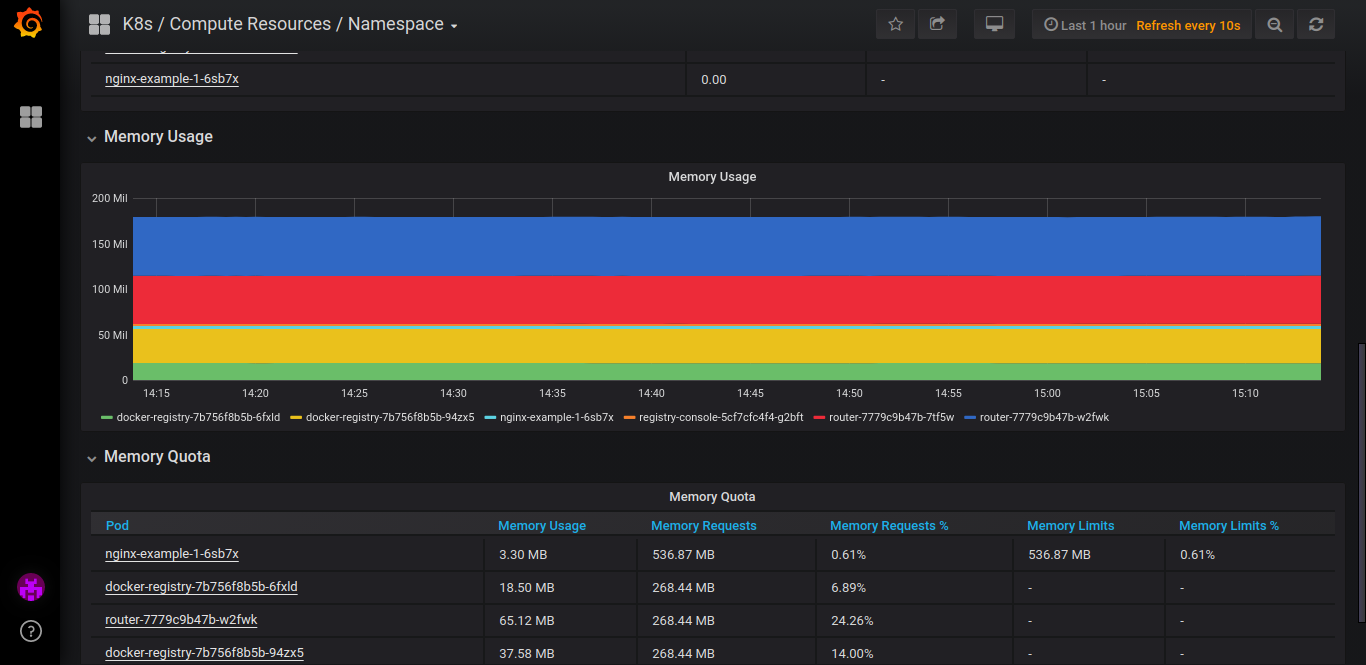 K8s / Compute Resources / Namespace
Last 1 hour Refresh every 10s
nginx-example-1-6sb7x 0.00 - -
Memory Usage
Memory Usage
200 Mil
150 Mil
100 Mil
50 Mil
0
14:15 14:20 14:25 14:30 14:35 14:40 14:45 14:50 14:55 15:00 15:05 15:10
docker-registry-7b756f8b5b-6fxld docker-registry-7b756f8b5b-94zx5 nginx-example-1-6sb7x registry-console-5cf7cfc4f4-g2bft router-7779c9b47b-7tf5w router-7779c9b47b-w2fwk
Memory Quota
Memory Quota
Pod Memory Usage Memory Requests Memory Requests % Memory Limits Memory Limits %
nginx-example-1-6sb7x 3.30 MB 536.87 MB 0.61% 536.87 MB 0.61%
docker-registry-7b756f8b5b-6fxld 18.50 MB 268.44 MB 6.89% - -
router-7779c9b47b-w2fwk 65.12 MB 268.44 MB 24.26% - -
docker-registry-7b756f8b5b-94zx5 37.58 MB 268.44 MB 14.00% - -
?